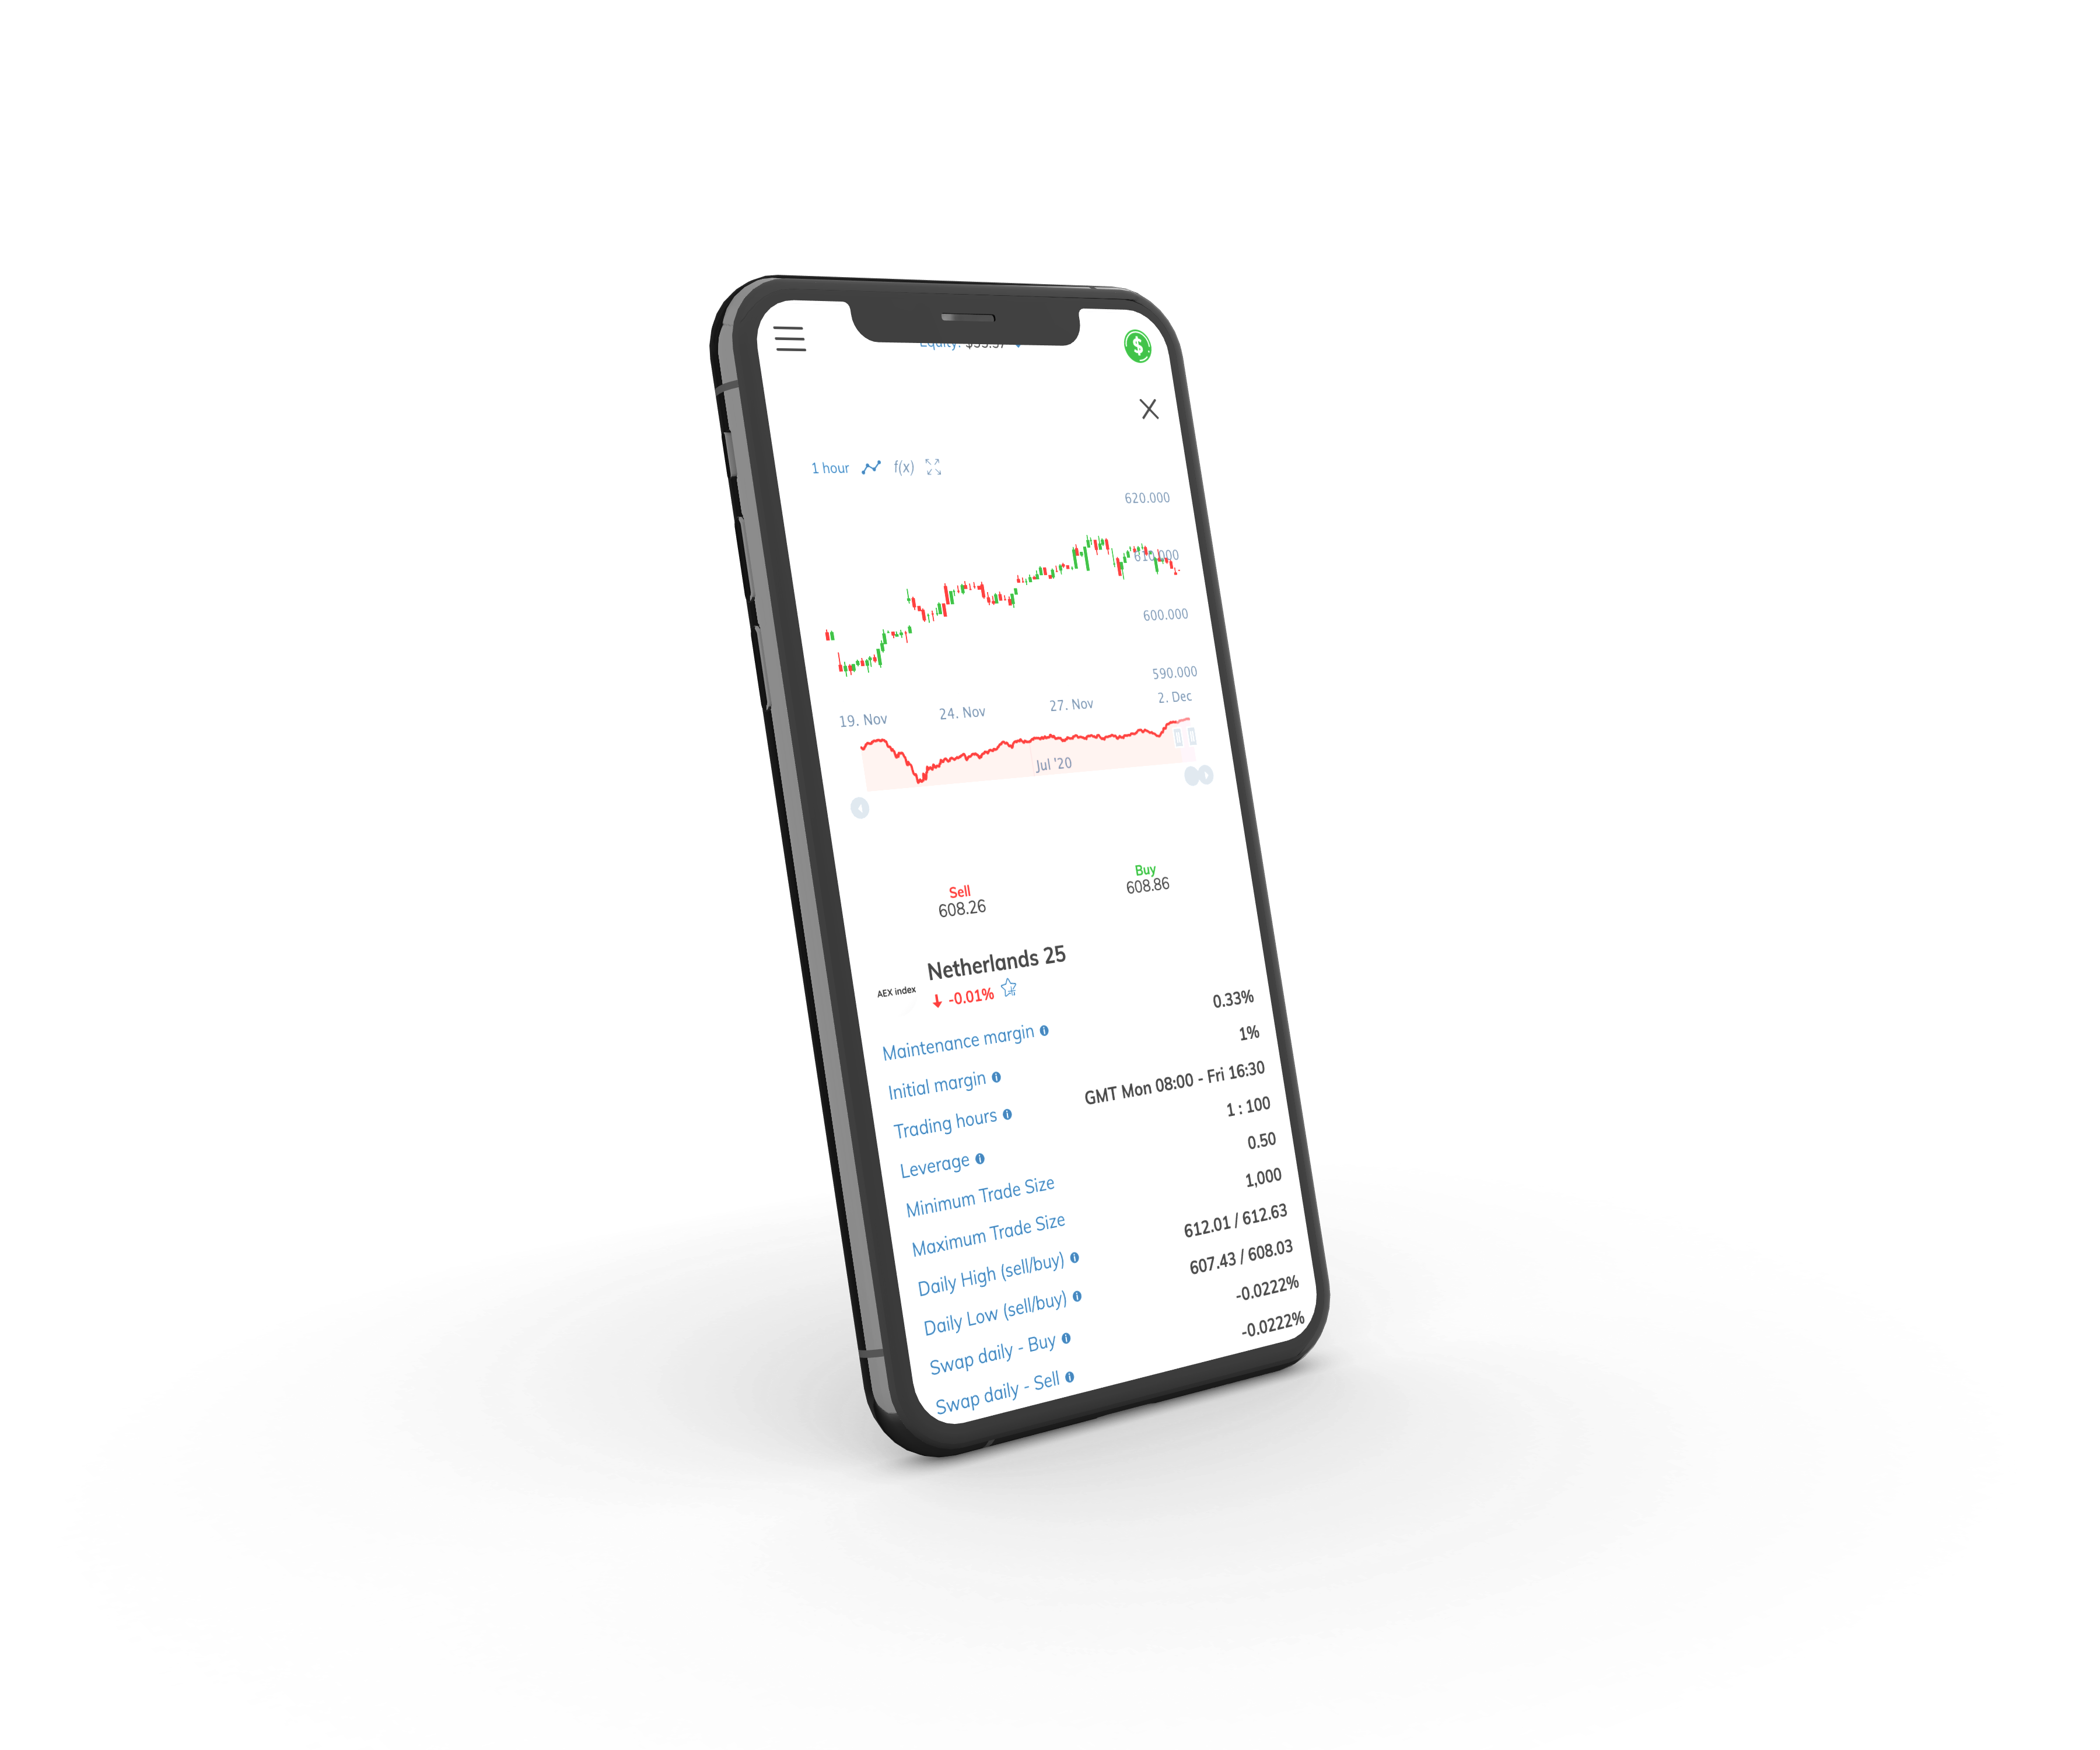 Equity:
1 hour f(x)
620.000
610.000
600.000
590.000
19. Nov 24. Nov 27. Nov 2. Dec
Jul '20
Sell Buy
608.26 608.86
Netherlands 25
AEX index -0.01%
Maintenance margin 0.33%
Initial margin 1%
Trading hours GMT Mon 08:00 - Fri 16:30
Leverage 1 : 100
Minimum Trade Size 0.50
Maximum Trade Size 1,000
Daily High (sell/buy) 612.01 / 612.63
Daily Low (sell/buy) 607.43 / 608.03
Swap daily - Buy -0.0222%
Swap daily - Sell -0.0222%